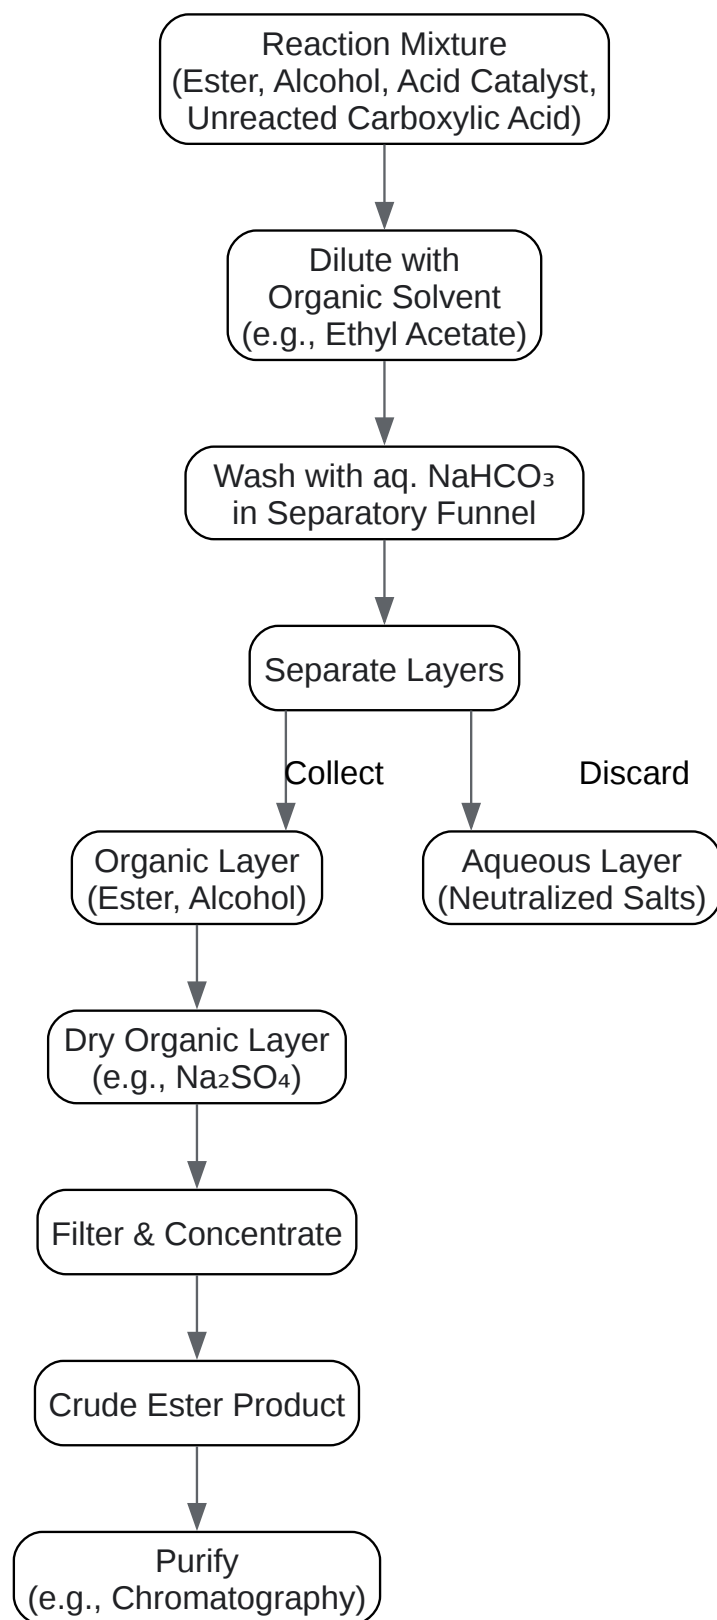 Reaction Mixture
(Ester, Alcohol, Acid Catalyst,
Unreacted Carboxylic Acid)
Dilute with
Organic Solvent
(e.g., Ethyl Acetate)
Wash with aq. NaHCO₃
in Separatory Funnel
Separate Layers
Collect
Discard
Organic Layer
(Ester, Alcohol)
Aqueous Layer
(Neutralized Salts)
Dry Organic Layer
(e.g., Na₂SO₄)
Filter & Concentrate
Crude Ester Product
Purify
(e.g., Chromatography)